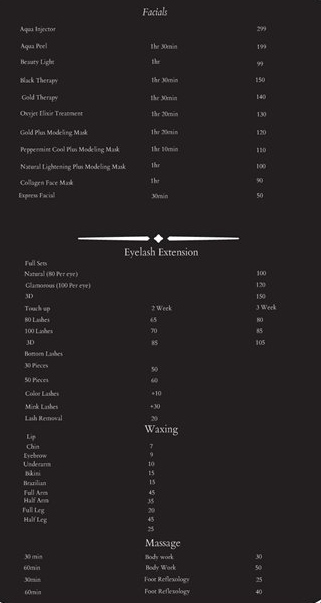 Facials
Aqua Injector 299
Aqua Peel 1hr 30min 199
Beauty Light 1hr 99
Black Therapy 1hr 30min 150
Gold Therapy 1hr 30min 140
Oxyjet Elixir Treatment 1hr 20min 130
Gold Plus Modeling Mask 1hr 20min 120
Peppermint Cool Plus Modeling Mask 1hr 10min 110
Natural Lightening Plus Modeling Mask 1hr 100
Collagen Face Mask 1hr 90
Express Facial 30min 50
Eyelash Extension
Full Sets
Natural (80 Per eye) 100
Glamorous (100 Per eye) 120
3D 150
Touch up 2 Week 3 Week
80 Lashes 65 80
100 Lashes 70 85
3D 85 105
Bottom Lashes
30 Pieces 50
50 Pieces 60
Color Lashes +10
Mink Lashes +30
Lash Removal 20
Waxing
Lip
Chin 7
Eyebrow 9
Underarm 10
Bikini 15
Brazilian 15
Full Arm 45
Half Arm 35
Full Leg 20
Half Leg 45
25
Massage
30 min Body work 30
60min Body Work 50
30min Foot Reflexology 25
60min Foot Reflexology 40